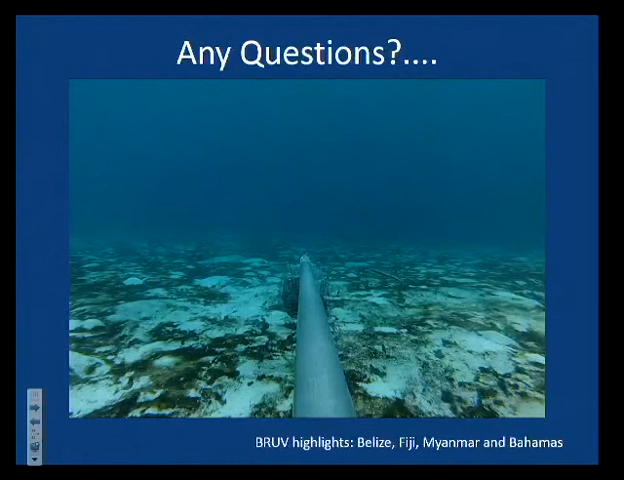 Any Questions?....
BRUV highlights: Belize, Fiji, Myanmar and Bahamas